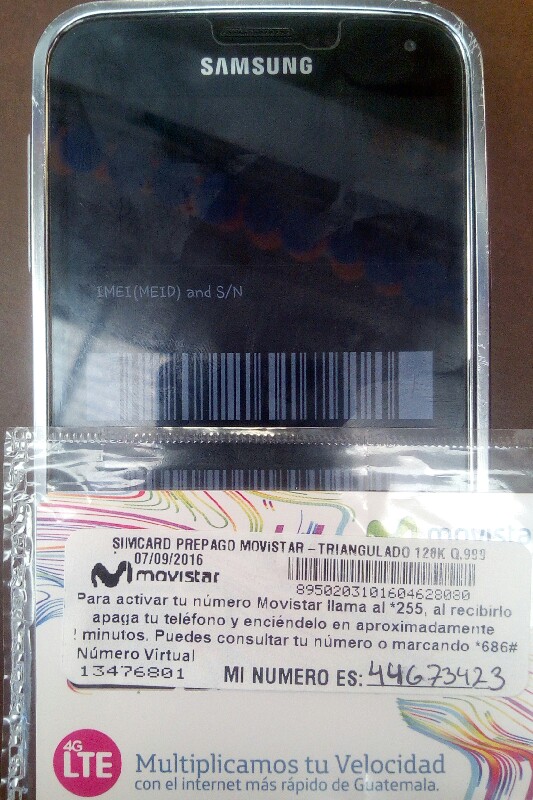 SAMSUNG
IMEI(MEID) and S/N
movista
SIMCARD PREPAGO MOVISTAR - TRIANGULADO 128K Q.999
07/09/2016
movistar
8950203101604628080
Para activar tu número Movistar llama al *255, al recibirlo
apaga tu teléfono y enciéndelo en aproximadamente
minutos. Puedes consultar tu número o marcando *686#
Número Virtual
13476801
MI NUMERO ES: 44673423
4G
LTE
Multiplicamos tu Velocidad
con el internet más rápido de Guatemala.